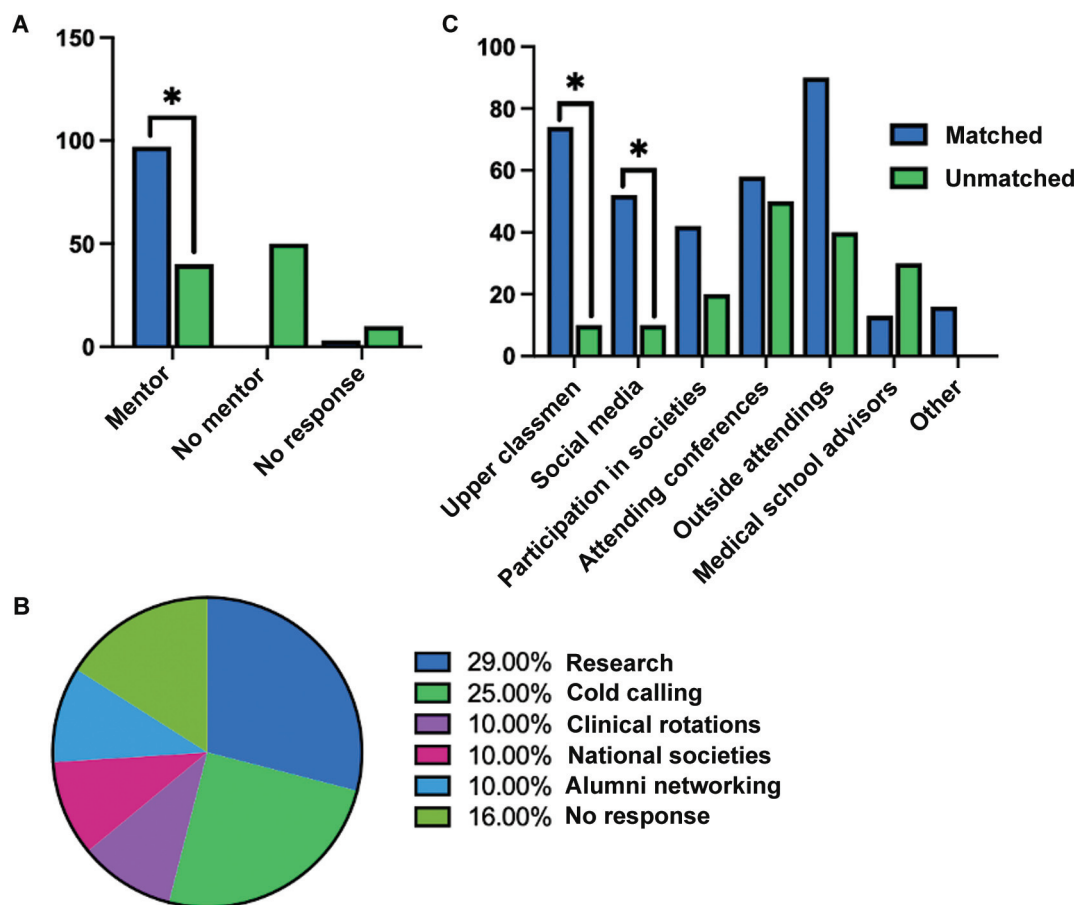 A
150
100
50
0
*
Mentor
No mentor
No response
C
100
80
60
40
20
0
*
*
Matched
Unmatched
Upper classmen
Social media
Participation in societies
Attending conferences
Outside attendings
Medical school advisors
Other
B
29.00% Research
25.00% Cold calling
10.00% Clinical rotations
10.00% National societies
10.00% Alumni networking
16.00% No response